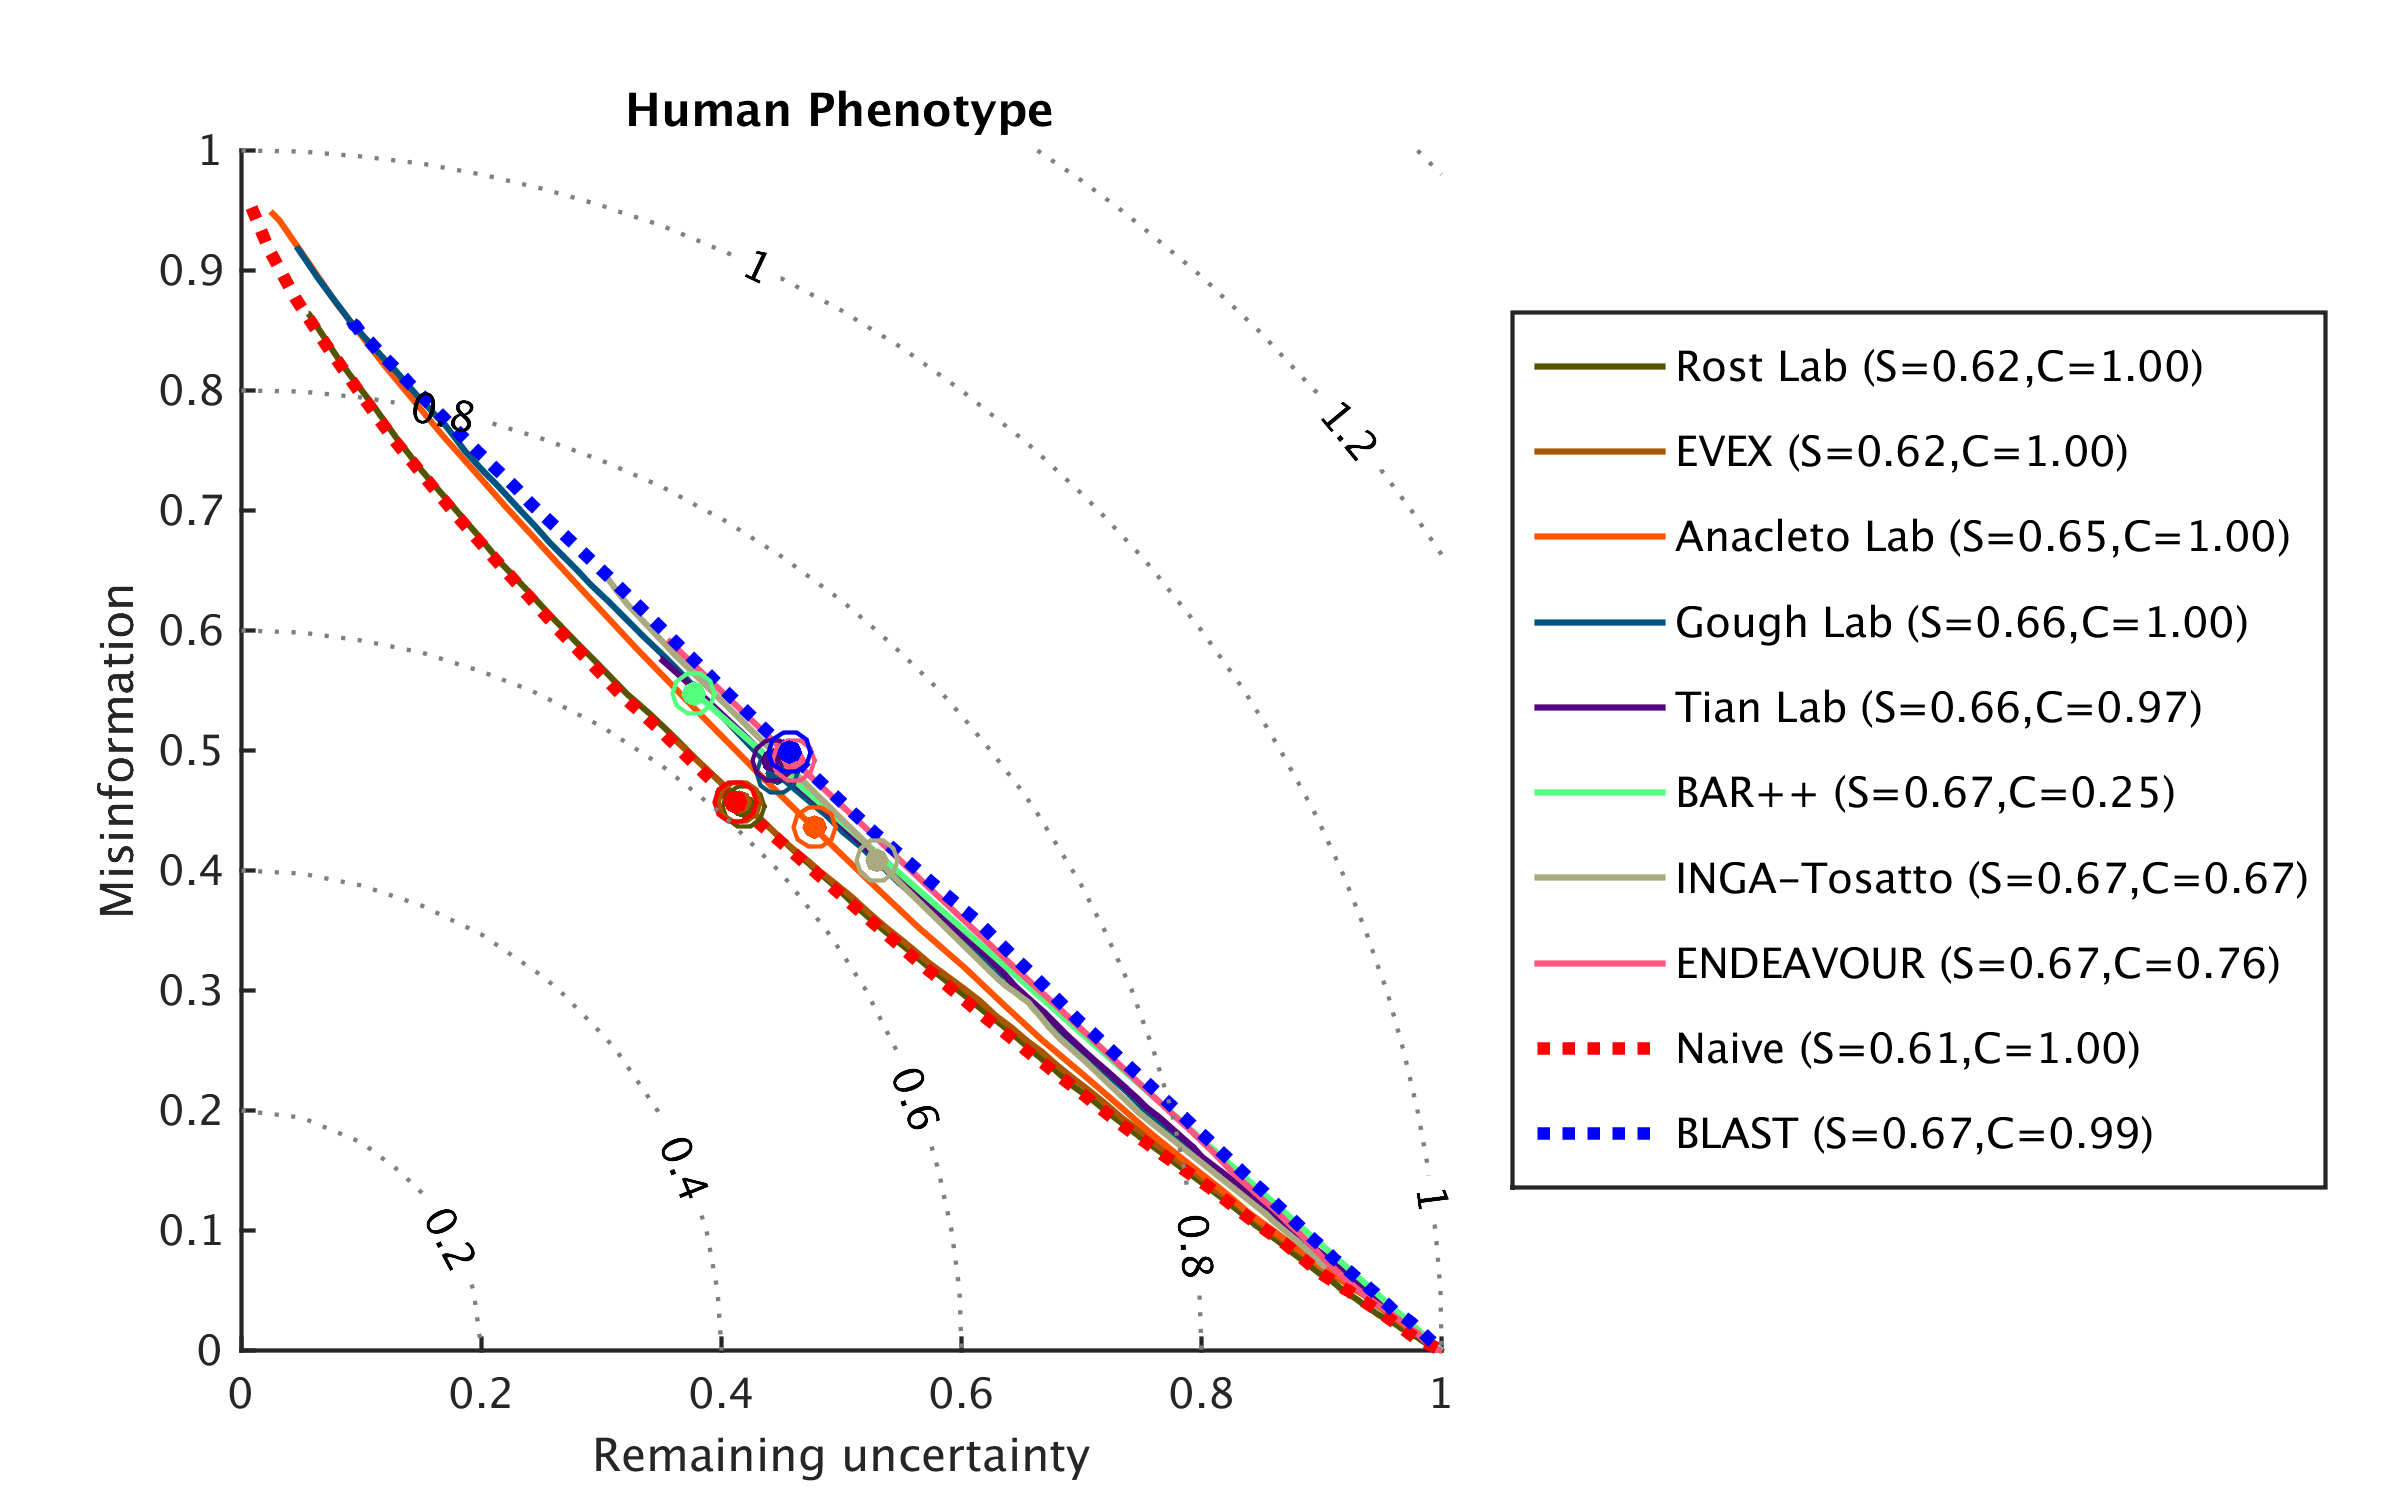 Human Phenotype
Misinformation
1
0.9
0.8
0.7
0.6
0.5
0.4
0.3
0.2
0.1
0
0 0.2 0.4 0.6 0.8 1
Remaining uncertainty
1
1.2
0.8
0.6
0.4
0.2
0.8
1
Rost Lab (S=0.62,C=1.00)
EVEX (S=0.62,C=1.00)
Anacleto Lab (S=0.65,C=1.00)
Gough Lab (S=0.66,C=1.00)
Tian Lab (S=0.66,C=0.97)
BAR++ (S=0.67,C=0.25)
INGA-Tosatto (S=0.67,C=0.67)
ENDEAVOUR (S=0.67,C=0.76)
Naive (S=0.61,C=1.00)
BLAST (S=0.67,C=0.99)